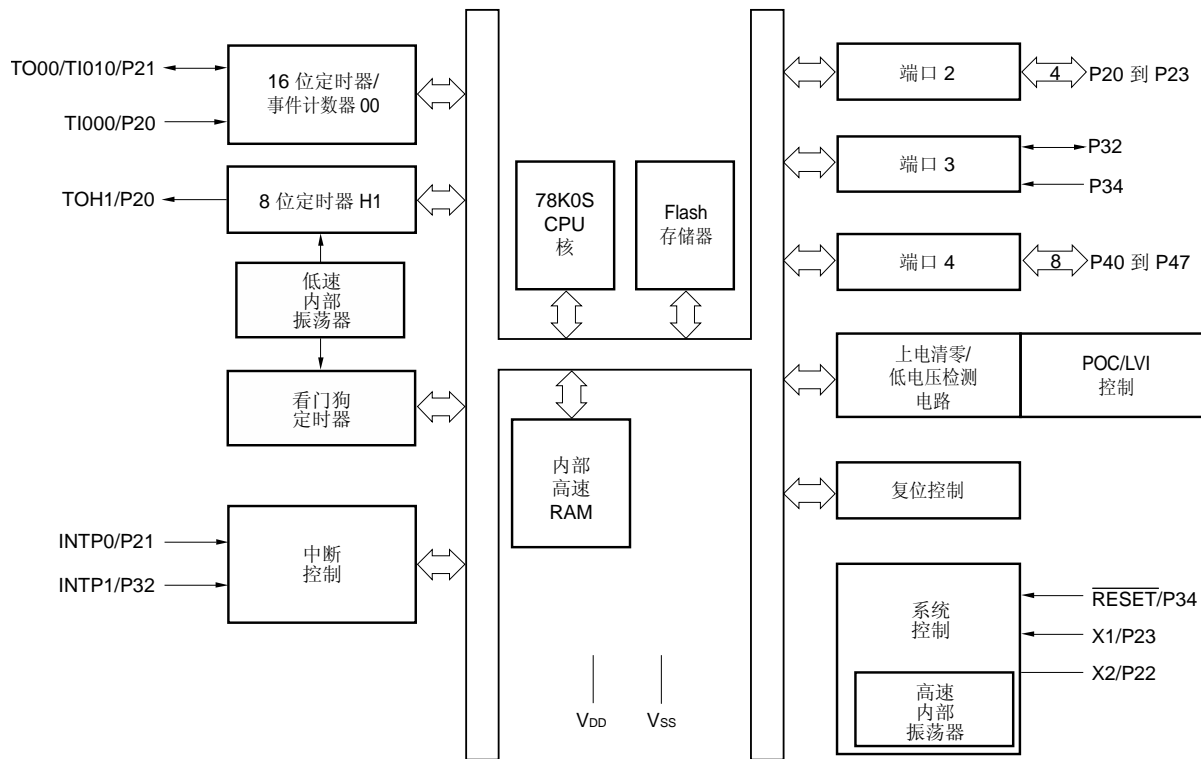 TO00/TI010/P21
TI000/P20
16 位定时器/
事件计数器 00
TOH1/P20
8 位定时器 H1
低速
内部
振荡器
看门狗
定时器
INTP0/P21
INTP1/P32
中断
控制
78K0S
CPU
核
Flash
存储器
内部
高速
RAM
VDD
VSS
端口 2
4
P20 到 P23
端口 3
P32
P34
端口 4
8
P40 到 P47
上电清零/
低电压检测
电路
POC/LVI
控制
复位控制
系统
控制
RESET/P34
X1/P23
X2/P22
高速
内部
振荡器